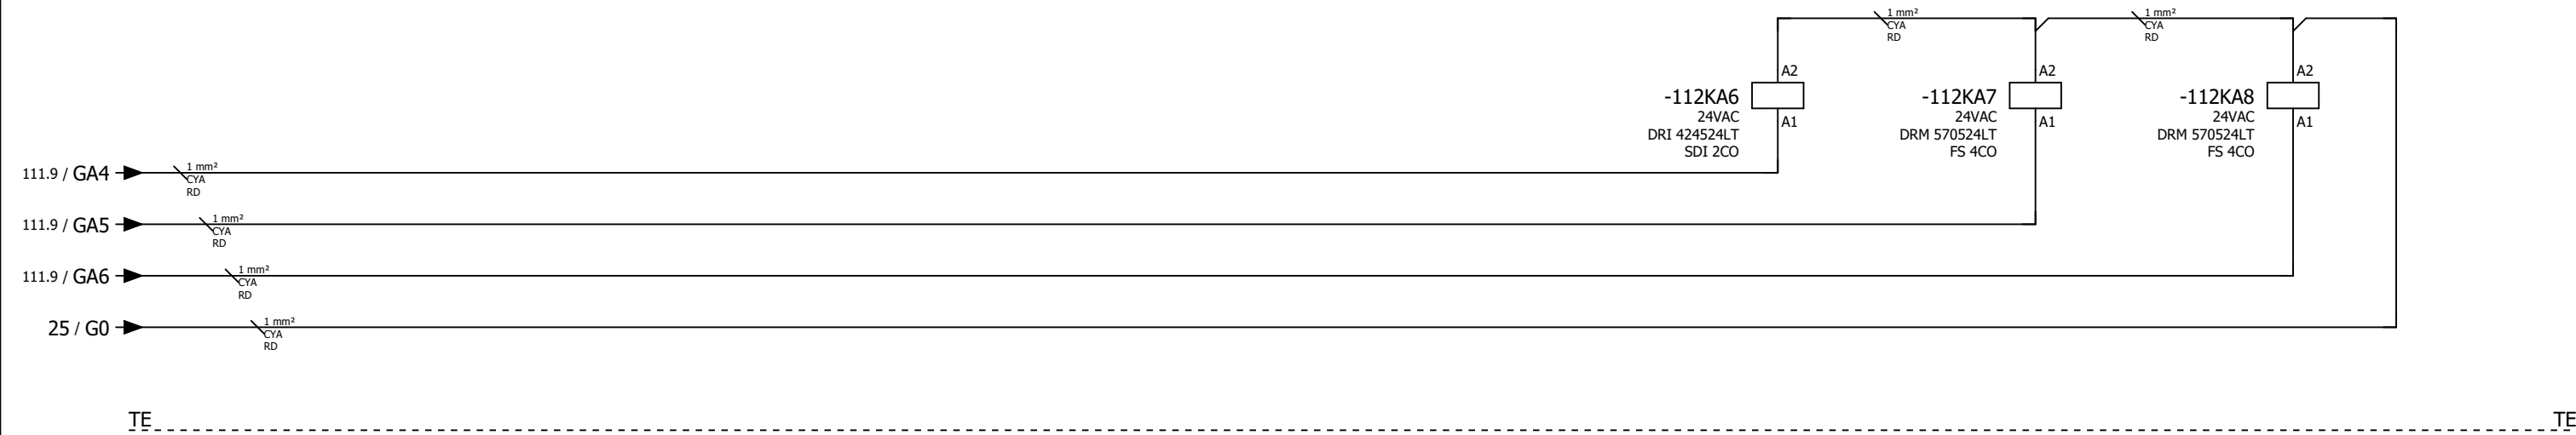 1 mm²
CYA
RD
1 mm²
CYA
RD
A2
-112KA6
24VAC
DRI 424524LT
SDI 2CO
A1
A2
-112KA7
24VAC
DRM 570524LT
FS 4CO
A1
A2
-112KA8
24VAC
DRM 570524LT
FS 4CO
A1
111.9 / GA4
1 mm²
CYA
RD
111.9 / GA5
1 mm²
CYA
RD
111.9 / GA6
1 mm²
CYA
RD
25 / G0
1 mm²
CYA
RD
TE
TE